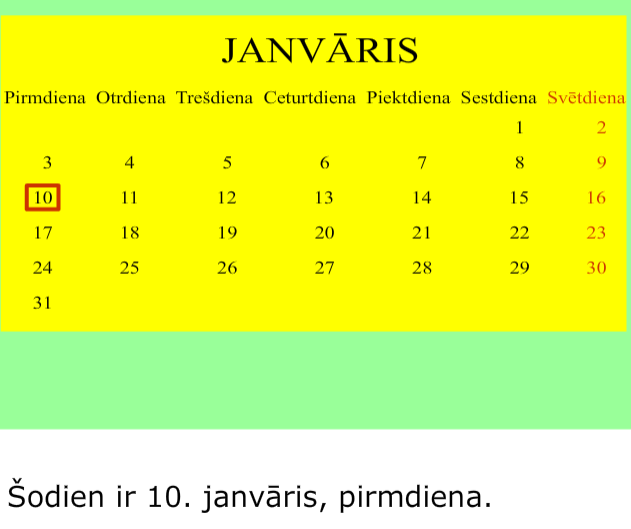 JANVĀRIS
Pirmdiena Otrdiena Trešdiena Ceturtdiena Piektdiena Sestdiena Svētdiena
1 2
3 4 5 6 7 8 9
10 11 12 13 14 15 16
17 18 19 20 21 22 23
24 25 26 27 28 29 30
31
Šodien ir 10. janvāris, pirmdiena.